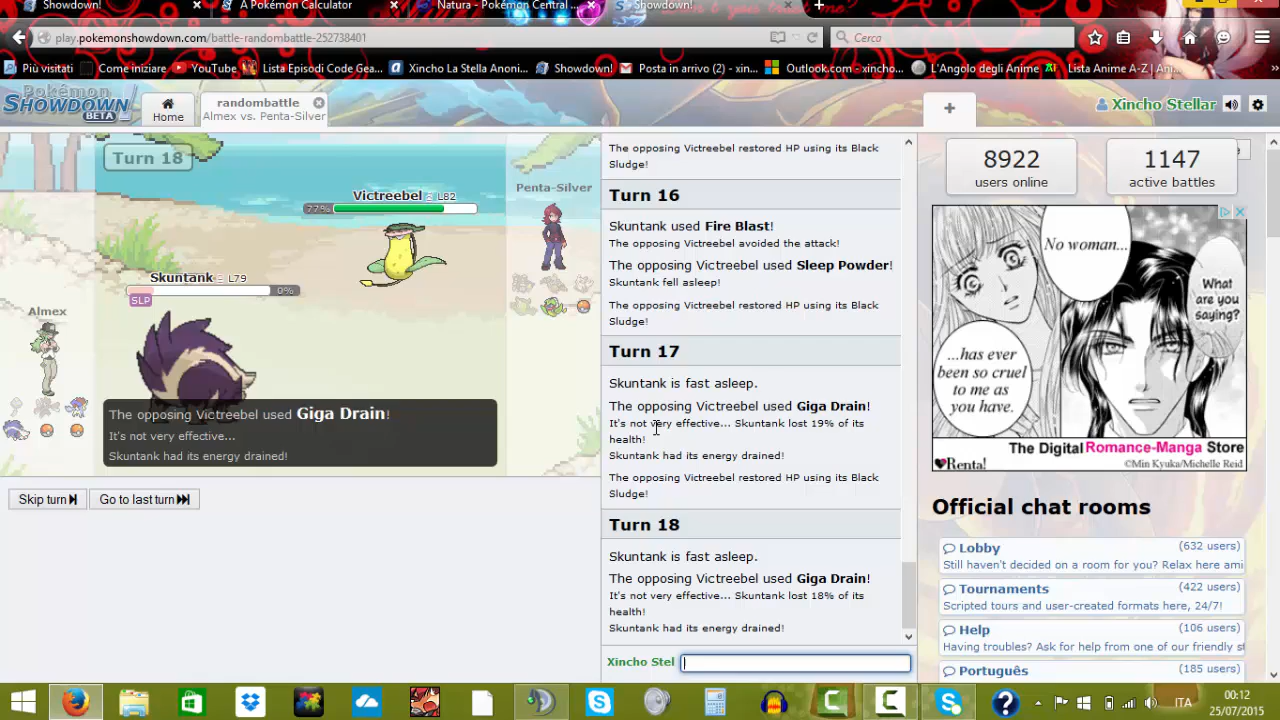 Showdown!
A Pokémon Calculator
Natura - Pokémon Central ...
Showdown!
play.pokemonshowdown.com/battle-randombattle-252738401
Cerca
Più visitati
Come iniziare
YouTube
Lista Episodi Code Gea...
Xincho La Stella Anoni...
Showdown!
Posta in arrivo (2) - xin...
Outlook.com - xincho...
L'Angolo degli Anime
Lista Anime A-Z | Ani...
Pokémon
SHOWDOWN!
BETA
Home
randombattle
Almex vs. Penta-Silver
Xincho Stellar
Turn 18
Victreebel L82
77%
Penta-Silver
Skuntank L79
0%
SLP
Almex
The opposing Victreebel used Giga Drain!
It's not very effective...
Skuntank had its energy drained!
Skip turn
Go to last turn
The opposing Victreebel restored HP using its Black
Sludge!
Turn 16
Skuntank used Fire Blast!
The opposing Victreebel avoided the attack!
The opposing Victreebel used Sleep Powder!
Skuntank fell asleep!
The opposing Victreebel restored HP using its Black
Sludge!
Turn 17
Skuntank is fast asleep.
The opposing Victreebel used Giga Drain!
It's not very effective... Skuntank lost 19% of its
health!
Skuntank had its energy drained!
The opposing Victreebel restored HP using its Black
Sludge!
Turn 18
Skuntank is fast asleep.
The opposing Victreebel used Giga Drain!
It's not very effective... Skuntank lost 18% of its
health!
Skuntank had its energy drained!
Xincho Stel
8922
users online
1147
active battles
No woman...
What
are you
saying?
...has ever
been so cruel
to me as
you have.
The Digital Romance-Manga Store
Renta!
©Min Kyuka/Michelle Reid
Official chat rooms
Lobby
(632 users)
Still haven't decided on a room for you? Relax here ami
Tournaments
(422 users)
Scripted tours and user-created formats here, 24/7!
Help
(106 users)
Having troubles? Ask for help from one of our friendly st
Português
(185 users)
ITA
00:12
25/07/2015